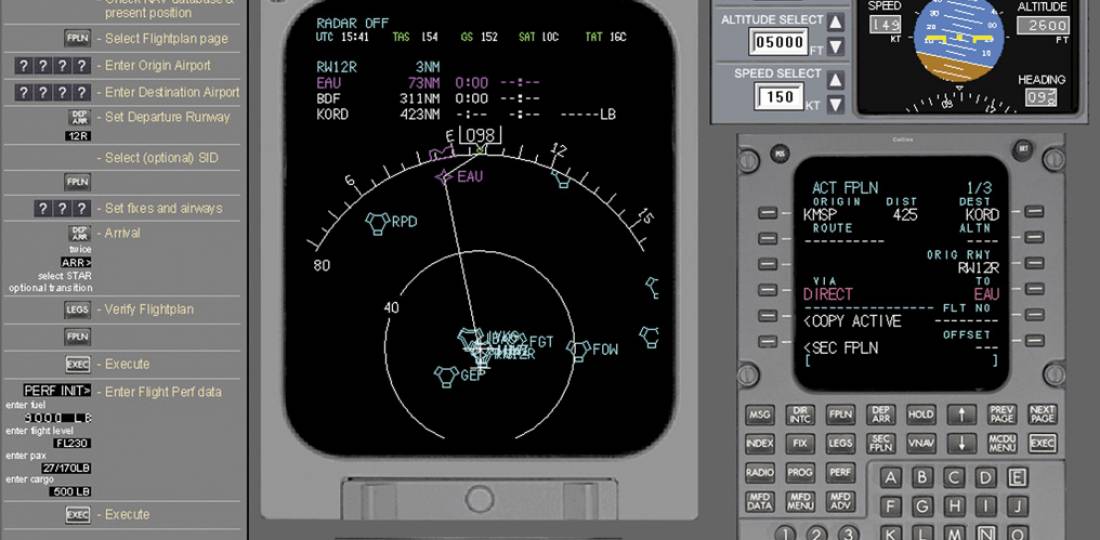 present position
FPLN - Select Flightplan page
? ? ? ? - Enter Origin Airport
? ? ? ? - Enter Destination Airport
DEP ARR - Set Departure Runway
12R
- Select (optional) SID
FPLN
? ? ? - Set fixes and airways
DEP ARR - Arrival
twice
ARR>
select STAR
optional transition
LEGS - Verify Flightplan
FPLN
EXEC - Execute
PERF INIT> - Enter Flight Perf data
enter fuel
9000 LB
enter flight level
FL230
enter pax
27/170LB
enter cargo
500 LB
EXEC - Execute
RADAR OFF
UTC 15:41 TAS 154 GS 152 SAT 10C TAT 16C
RW12R 3NM
EAU 73NM 0:00 --:--
BDF 311NM 0:00 --:--
KORD 423NM --:-- -----LB
E 098
12
6
EAU
15
RPD
80
40
FGT
FOW
GEP
ALTITUDE SELECT
05000 FT
SPEED SELECT
150 KT
SPEED
149
KT
ALTITUDE
2600
FT
HEADING
Collins
ACT FPLN 1/3
ORIGIN DIST DEST
KMSP 425 KORD
ROUTE ALTN
---------- ----
ORIG RWY
RW12R
VIA TO
DIRECT EAU
---------------- FLT NO
<COPY ACTIVE --------
OFFSET
<SEC FPLN ---
[ ]
MSG DIR INTC FPLN DEP ARR HOLD ↑ PREV PAGE NEXT PAGE
INDEX FIX LEGS SEC FPLN VNAV ↓ MCDU MENU EXEC
RADIO PROG PERF
A B C D E
MFD DATA MFD MENU MFD ADV
F G H I J
1 2 3 K L M N O